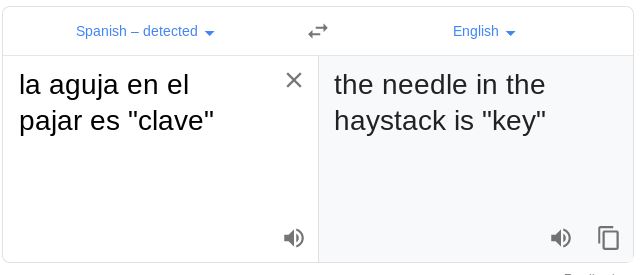 Spanish – detected
English
la aguja en el
pajar es "clave"
the needle in the
haystack is "key"